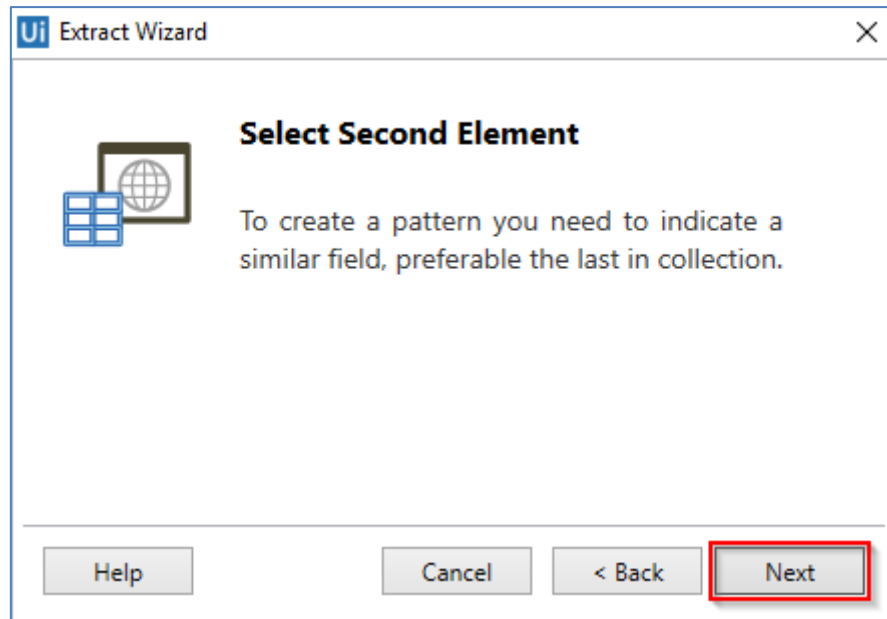 Ui Extract Wizard
Select Second Element
To create a pattern you need to indicate a
similar field, preferable the last in collection.
Help Cancel < Back Next